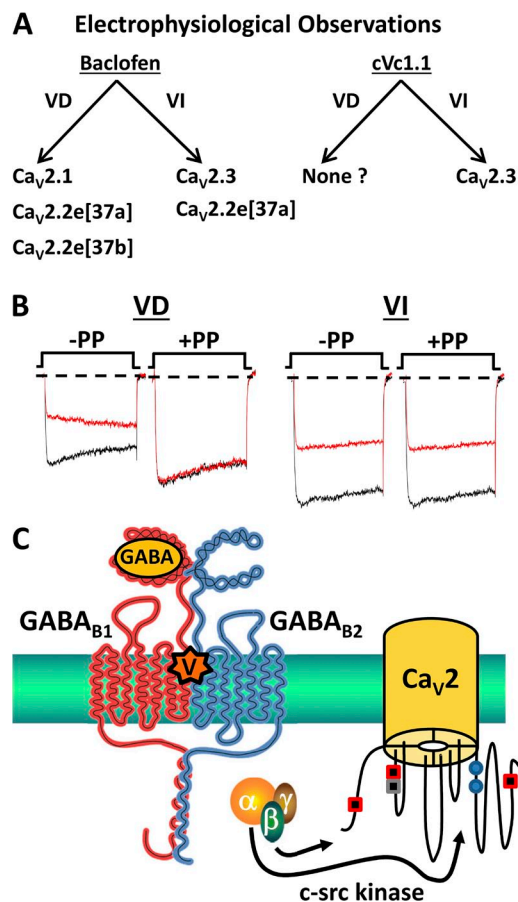 A Electrophysiological Observations
Baclofen cVc1.1
VD VI VD VI
CaV2.1 CaV2.3 None ? CaV2.3
CaV2.2e[37a] CaV2.2e[37a]
CaV2.2e[37b]
B VD VI
-PP +PP -PP +PP
C
GABA
GABAB1 GABAB2
V
CaV2
α β γ
c-src kinase